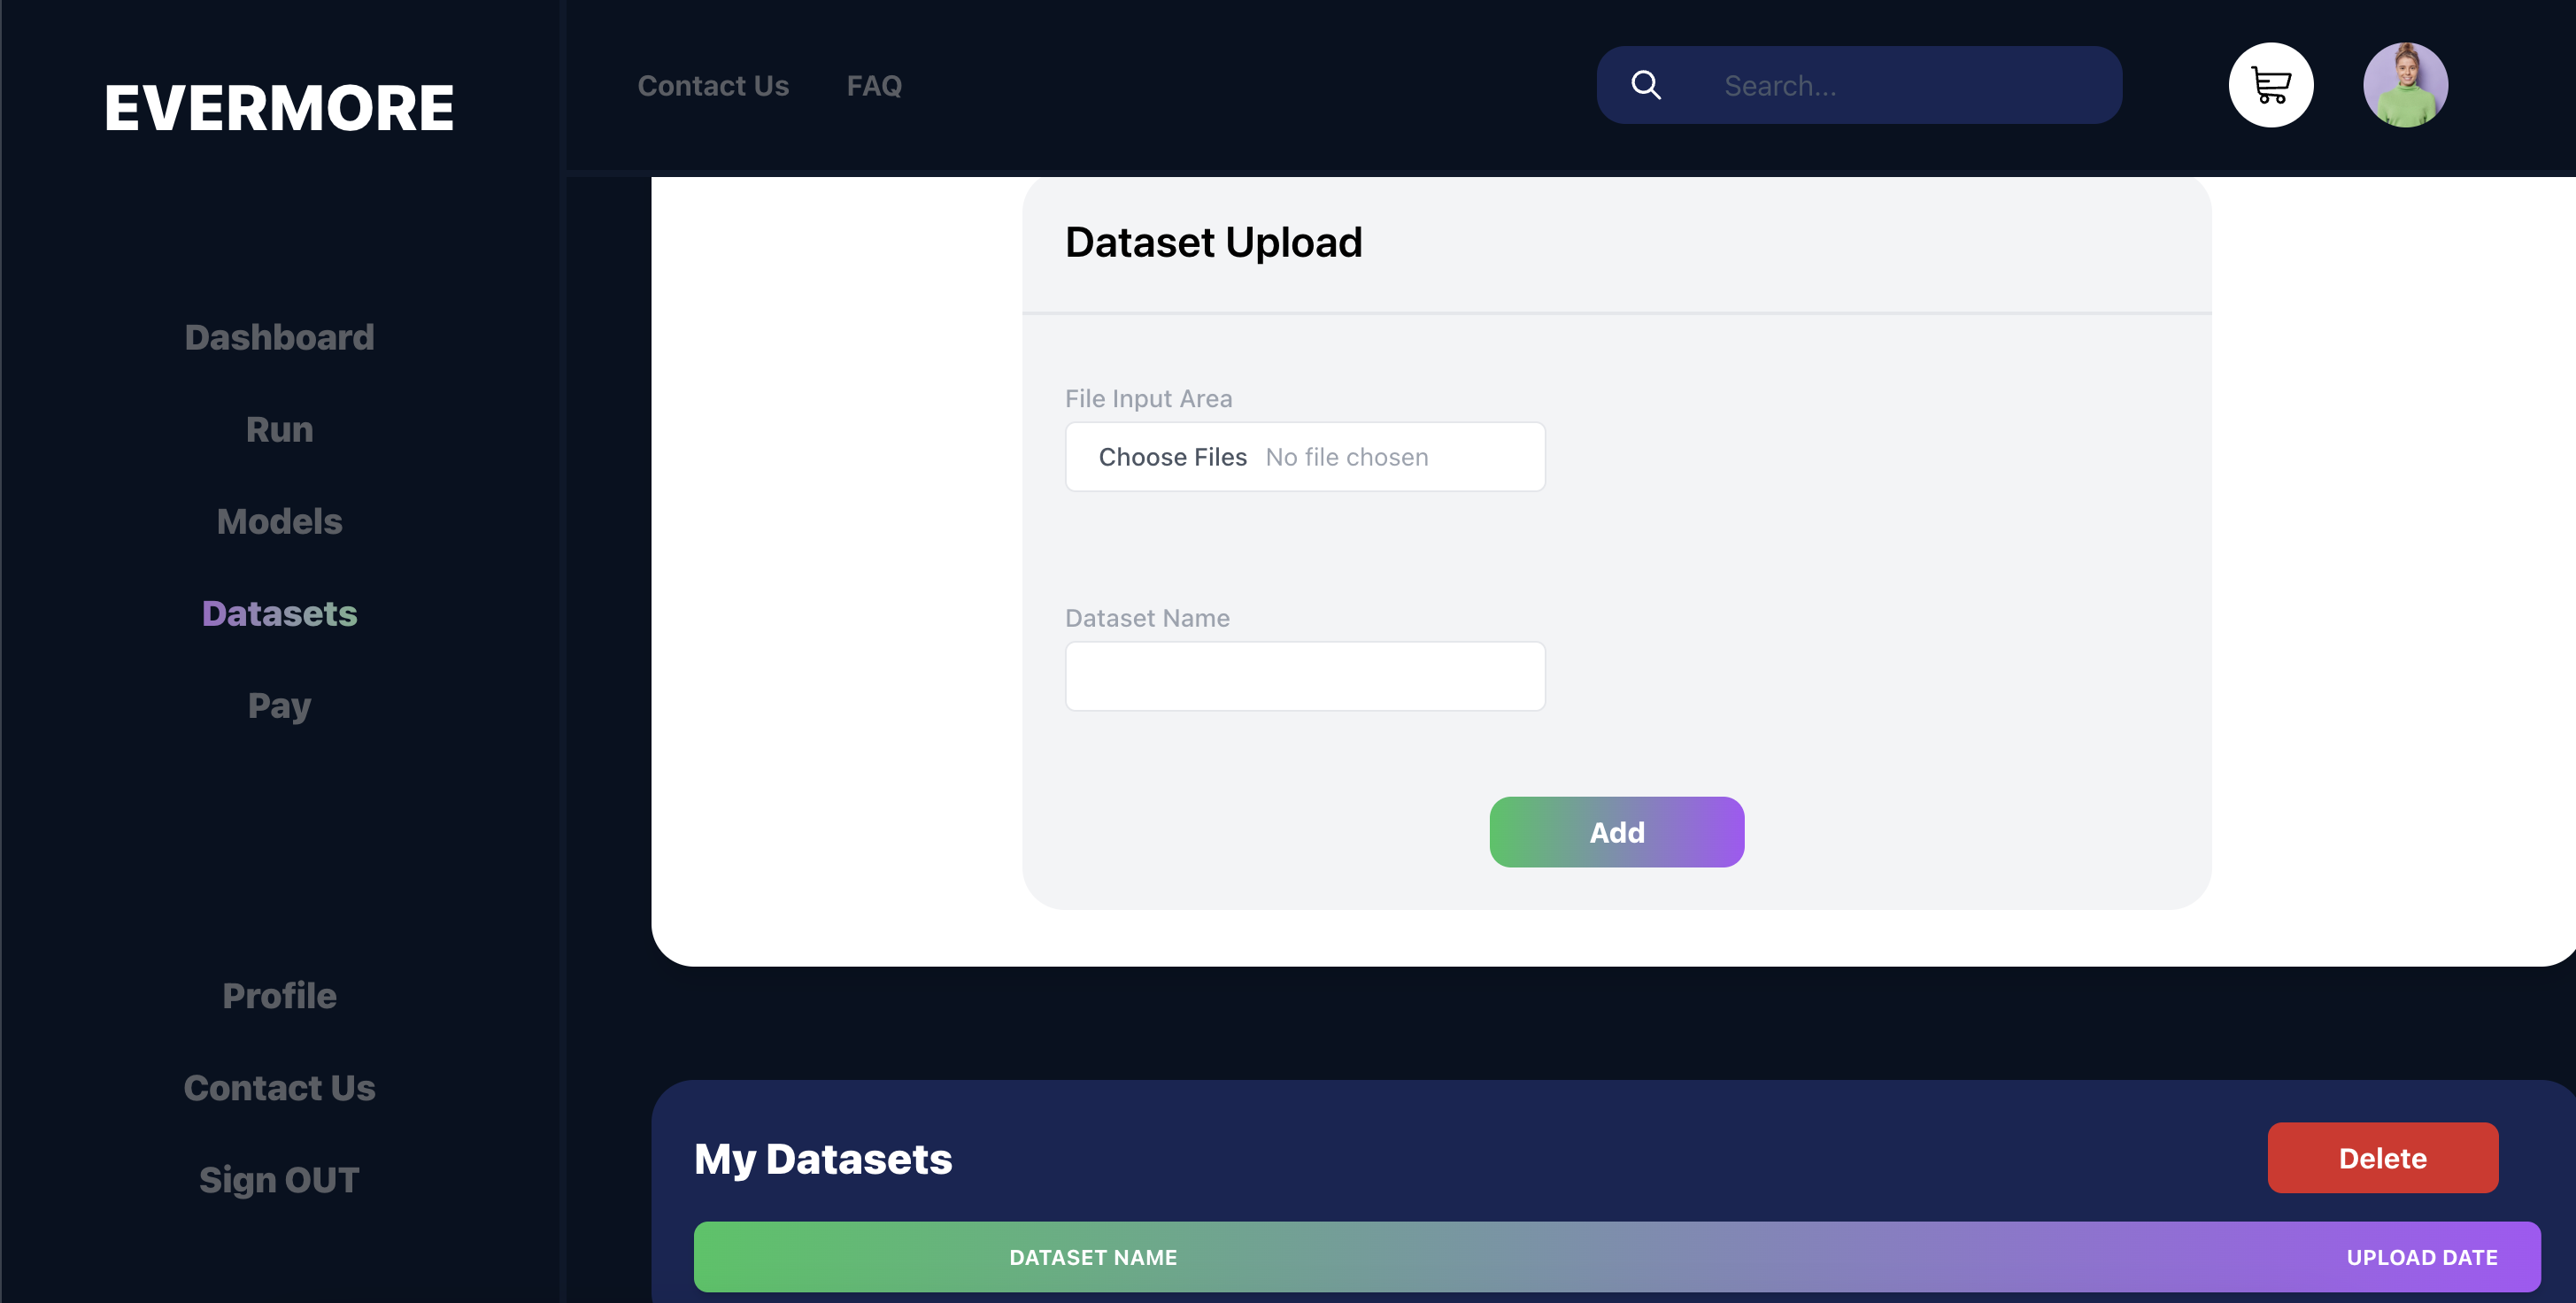 EVERMORE
Contact Us
FAQ
Search...
Dashboard
Run
Models
Datasets
Pay
Profile
Contact Us
Sign OUT
Dataset Upload
File Input Area
Choose Files No file chosen
Dataset Name
Add
My Datasets
Delete
DATASET NAME
UPLOAD DATE